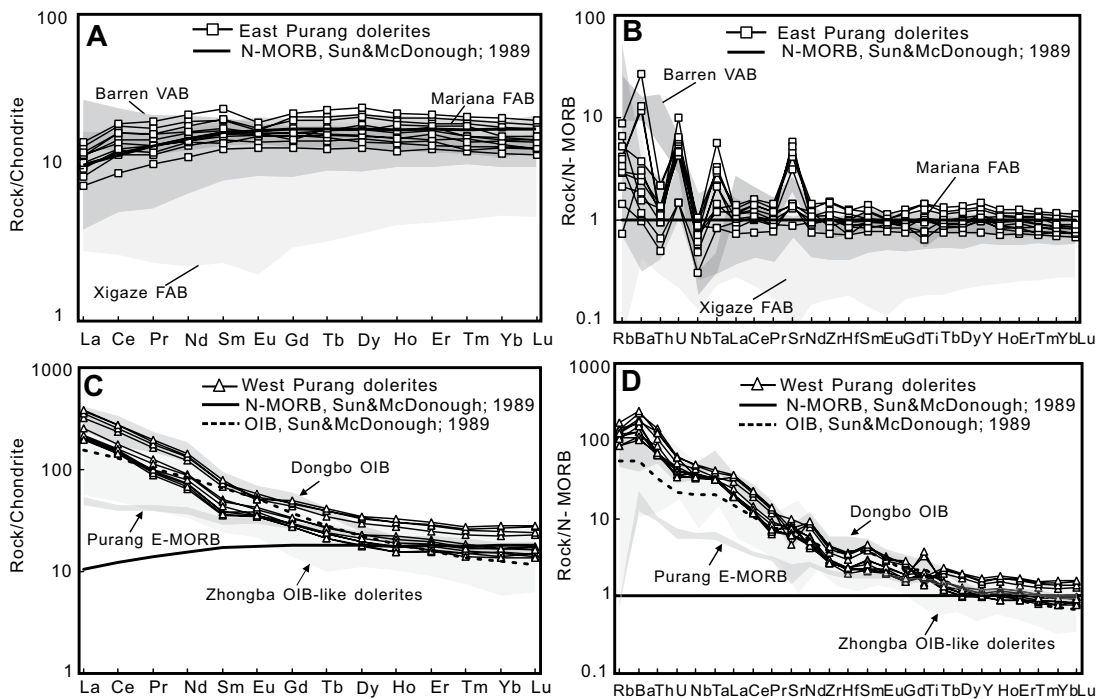 A
100
10
1
Rock/Chondrite
East Purang dolerites
N-MORB, Sun&McDonough; 1989
Barren VAB
Mariana FAB
Xigaze FAB
La Ce Pr Nd Sm Eu Gd Tb Dy Ho Er Tm Yb Lu
B
100
10
1
0.1
Rock/N- MORB
East Purang dolerites
N-MORB, Sun&McDonough; 1989
Barren VAB
Mariana FAB
Xigaze FAB
RbBaTh U NbTaLaCePrSrNdZrHfSmEuGdTiTbDyY HoErTmYbLu
C
1000
100
10
1
Rock/Chondrite
West Purang dolerites
N-MORB, Sun&McDonough; 1989
OIB, Sun&McDonough; 1989
Dongbo OIB
Purang E-MORB
Zhongba OIB-like dolerites
La Ce Pr Nd Sm Eu Gd Tb Dy Ho Er Tm Yb Lu
D
1000
100
10
1
0.1
Rock/N- MORB
West Purang dolerites
N-MORB, Sun&McDonough; 1989
OIB, Sun&McDonough; 1989
Dongbo OIB
Purang E-MORB
Zhongba OIB-like dolerites
RbBaTh U NbTaLaCePrSrNdZrHfSmEuGdTiTbDyY HoErTmYbLu